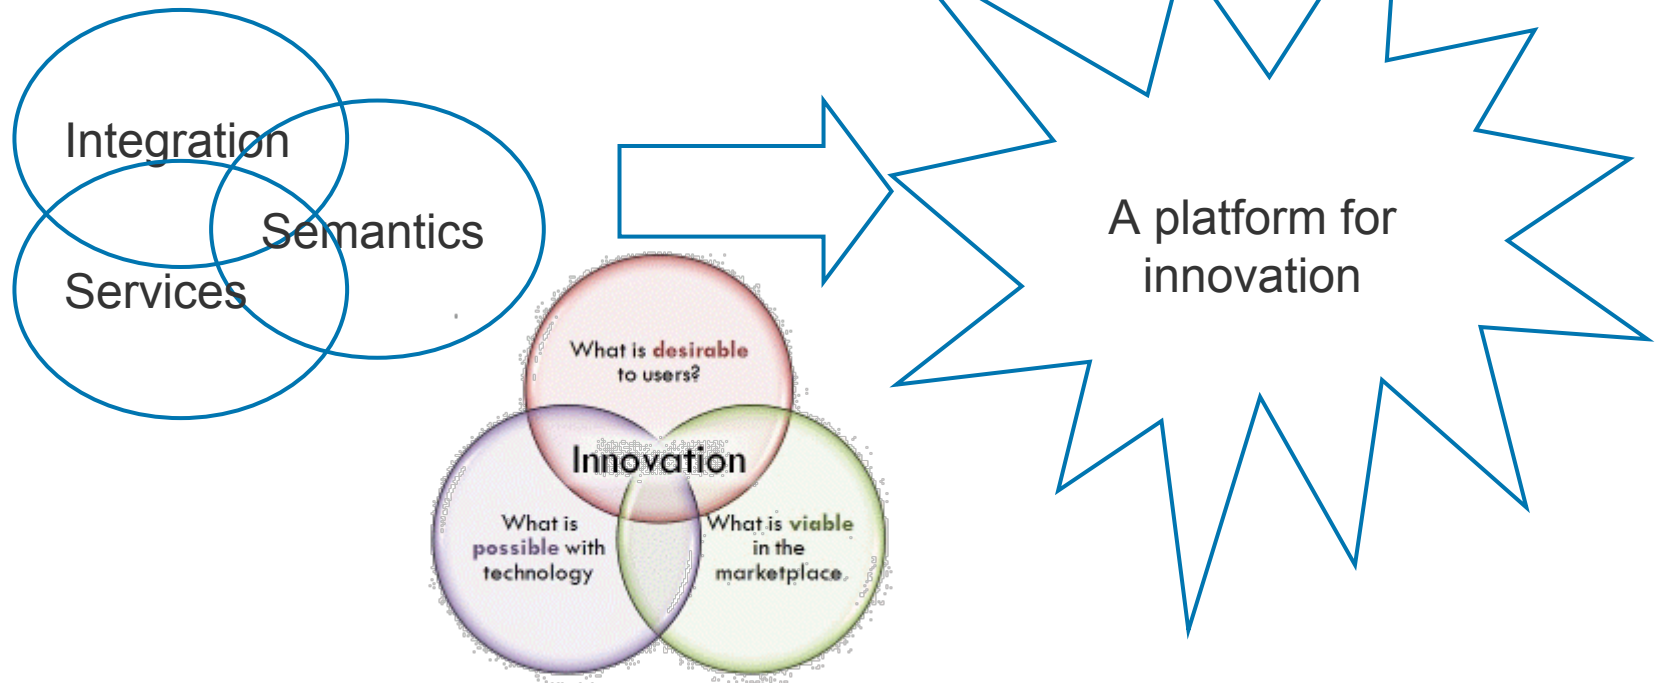 Integration
Semantics
Services
A platform for
innovation
What is desirable
to users?
Innovation
What is
possible with
technology
What is viable
in the
marketplace.